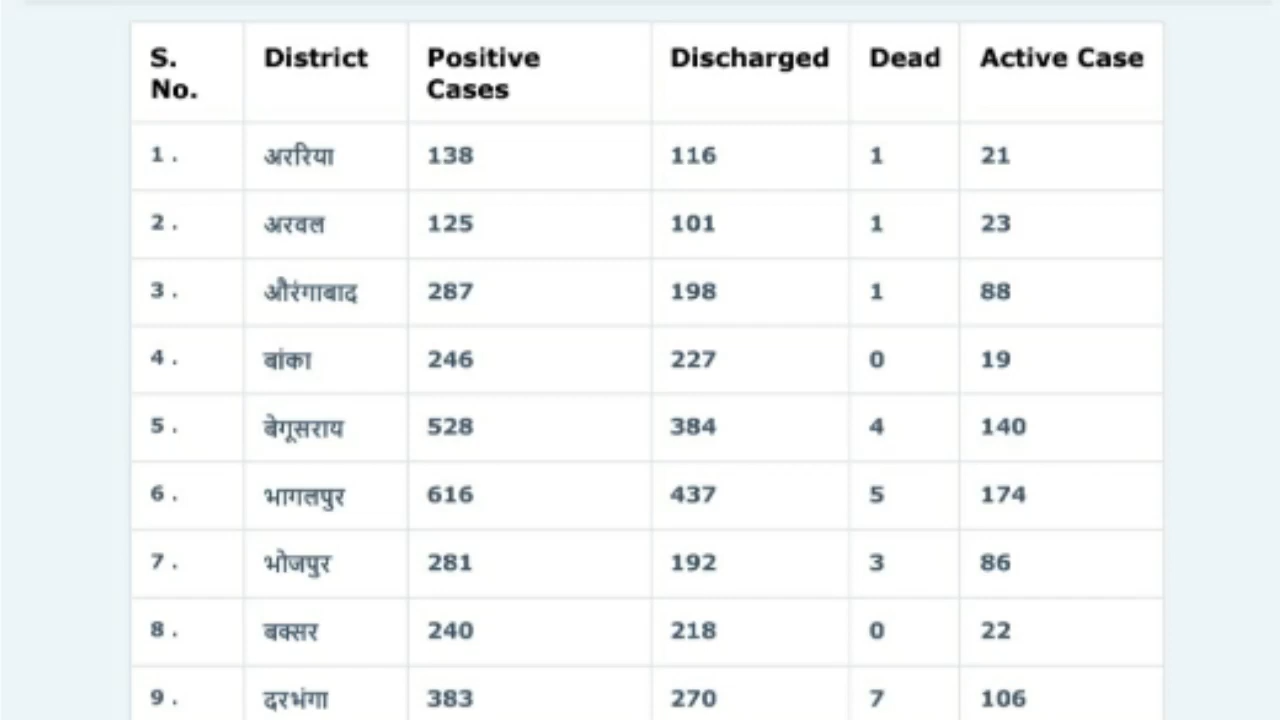 S. No. District Positive Cases Discharged Dead Active Case
1 . अररिया 138 116 1 21
2 . अरवल 125 101 1 23
3 . औरंगाबाद 287 198 1 88
4 . बांका 246 227 0 19
5 . बेगूसराय 528 384 4 140
6 . भागलपुर 616 437 5 174
7 . भोजपुर 281 192 3 86
8 . बक्सर 240 218 0 22
9 . दरभंगा 383 270 7 106